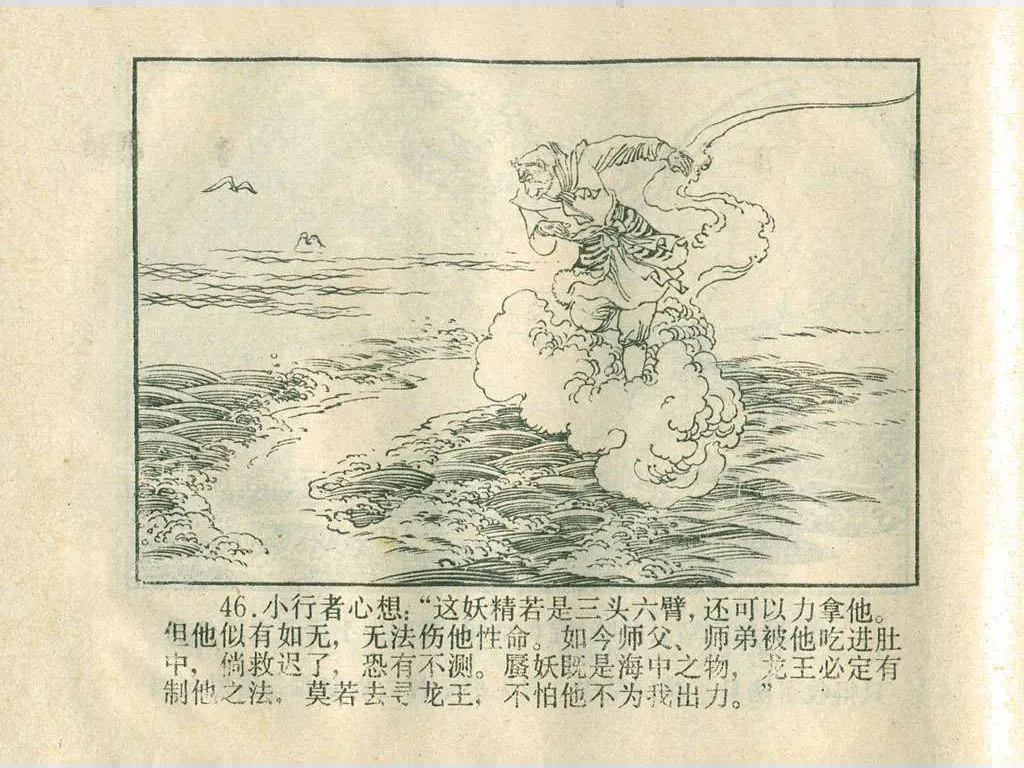 46.小行者心想:“这妖精若是三头六臂,还可以力拿他。
但他似有如无,无法伤他性命。如今师父、师弟被他吃进肚
中,倘救迟了,恐有不测。蜃妖既是海中之物,龙王必定有
制他之法,莫若去寻龙王,不怕他不为我出力。”